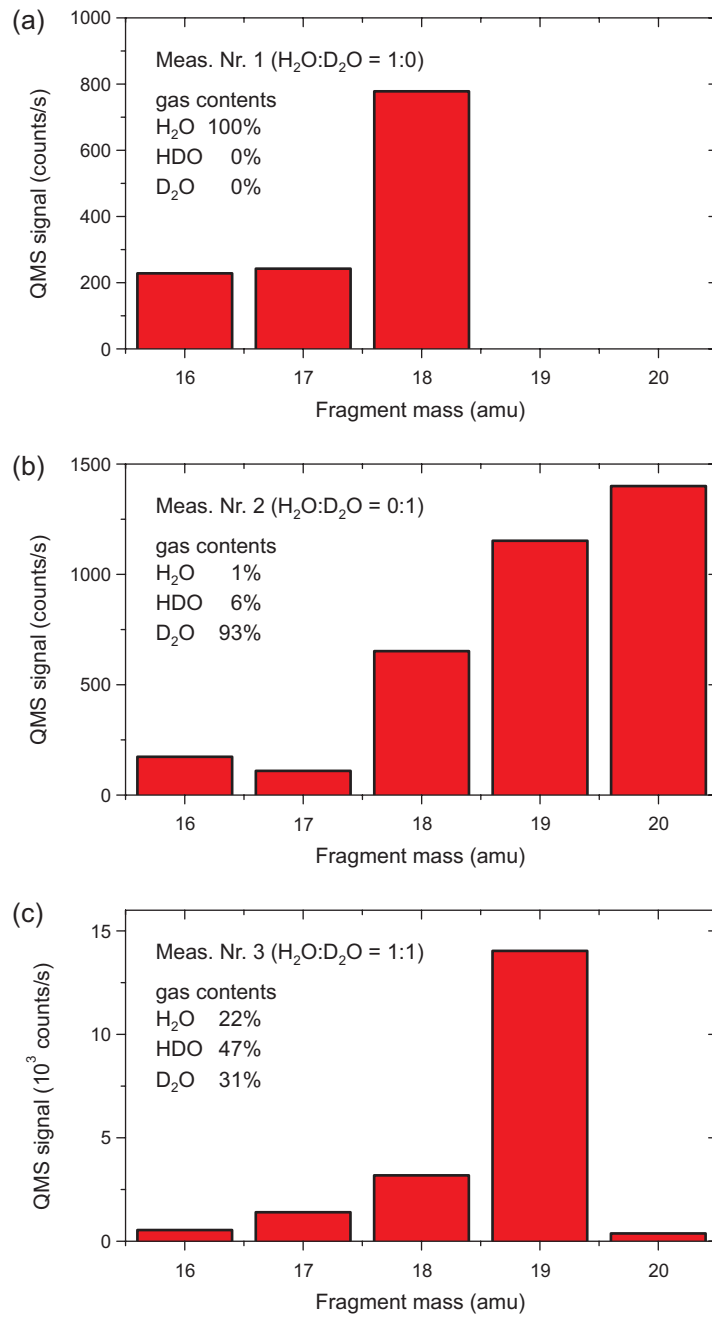 (a)
1000
800
600
400
200
0
QMS signal (counts/s)
Meas. Nr. 1 (H₂O:D₂O = 1:0)
gas contents
H₂O 100%
HDO 0%
D₂O 0%
16 17 18 19 20
Fragment mass (amu)
(b)
1500
1000
500
0
QMS signal (counts/s)
Meas. Nr. 2 (H₂O:D₂O = 0:1)
gas contents
H₂O 1%
HDO 6%
D₂O 93%
16 17 18 19 20
Fragment mass (amu)
(c)
15
10
5
0
QMS signal (10³ counts/s)
Meas. Nr. 3 (H₂O:D₂O = 1:1)
gas contents
H₂O 22%
HDO 47%
D₂O 31%
16 17 18 19 20
Fragment mass (amu)